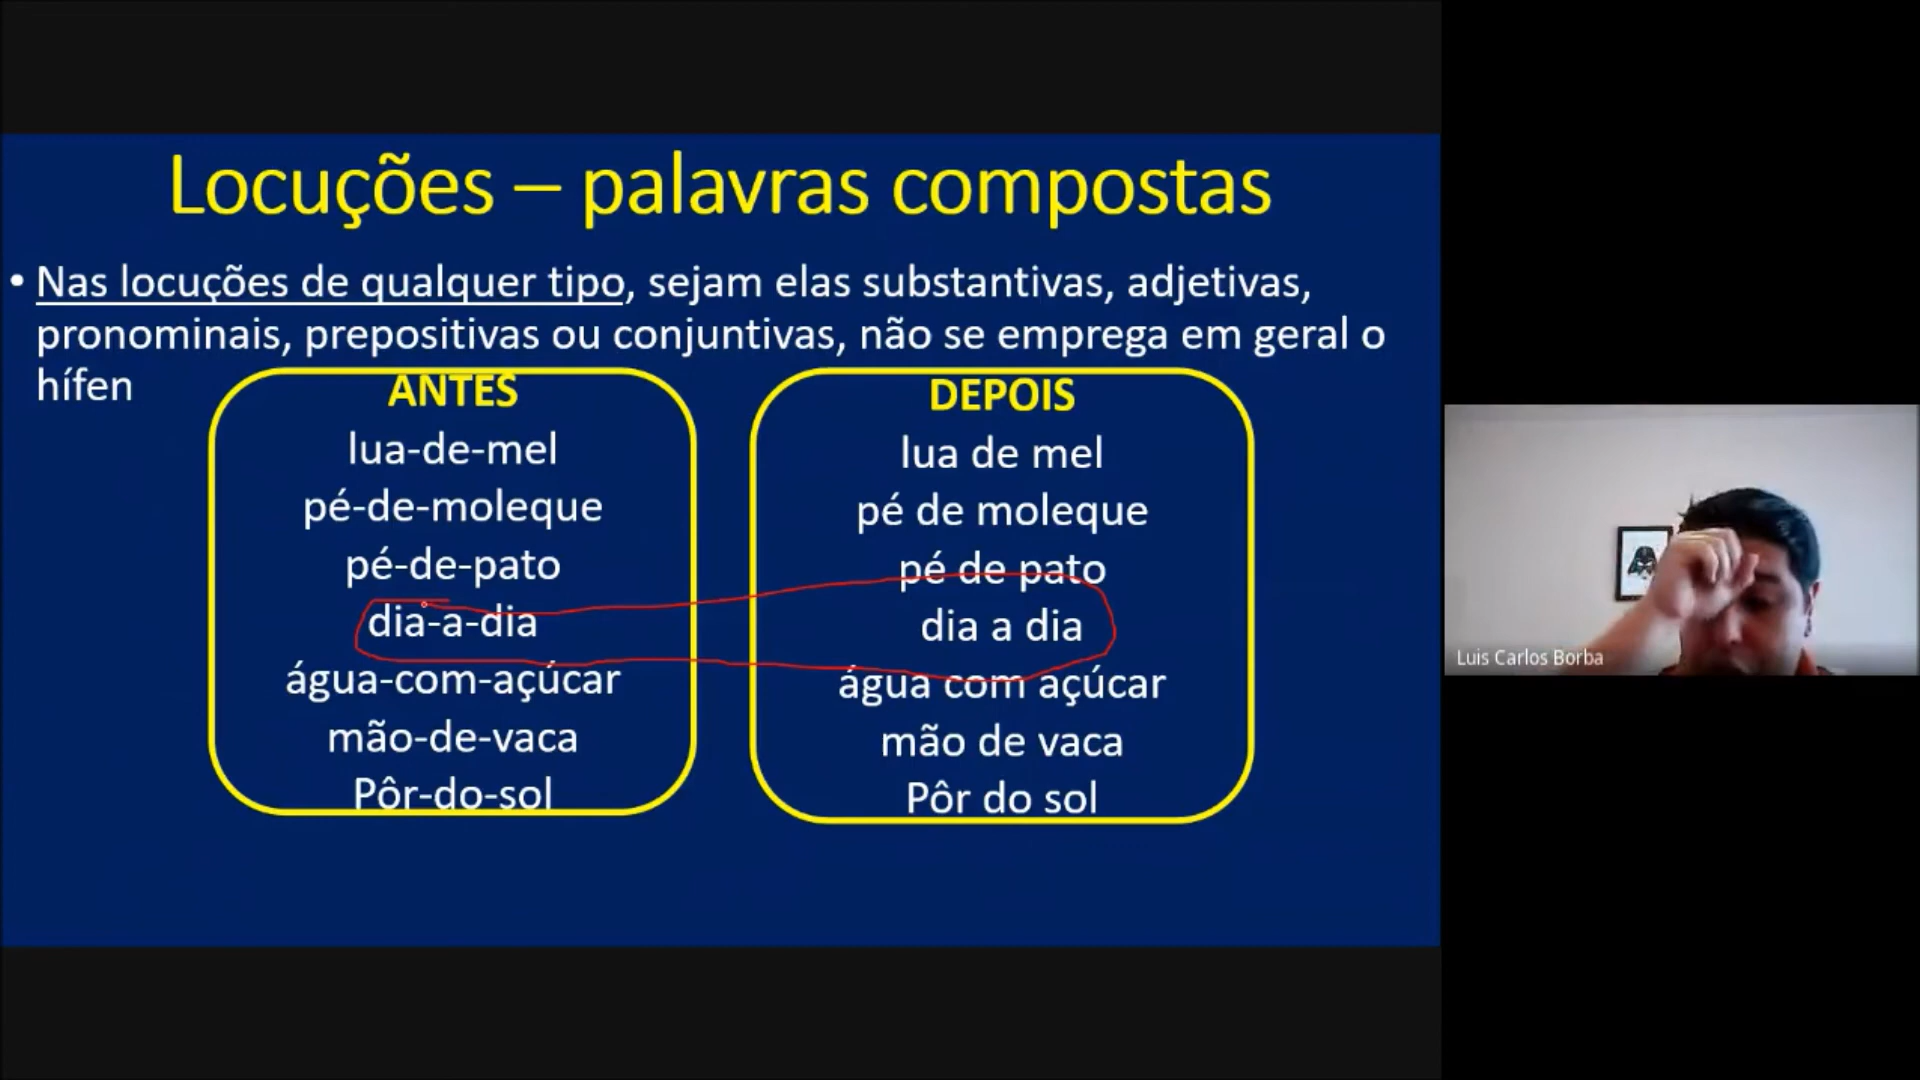 Locuções – palavras compostas
• Nas locuções de qualquer tipo, sejam elas substantivas, adjetivas,
pronominais, prepositivas ou conjuntivas, não se emprega em geral o
hífen
ANTES
lua-de-mel
pé-de-moleque
pé-de-pato
dia-a-dia
água-com-açúcar
mão-de-vaca
Pôr-do-sol
DEPOIS
lua de mel
pé de moleque
pé de pato
dia a dia
água com açúcar
mão de vaca
Pôr do sol
Luis Carlos Borba